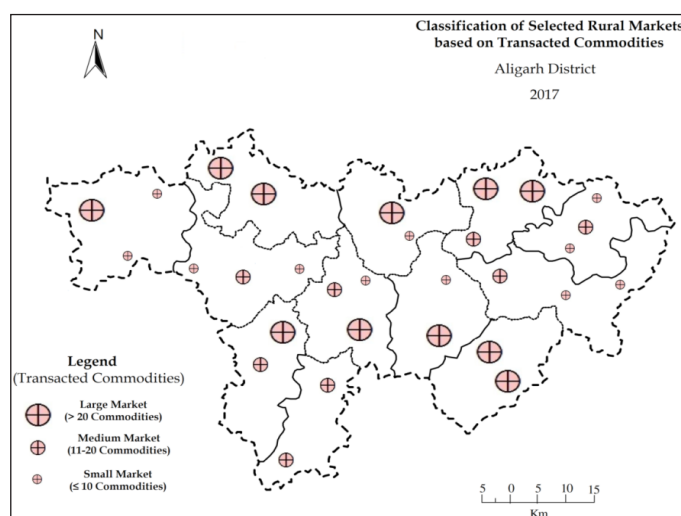 Classification of Selected Rural Markets
based on Transacted Commodities
Aligarh District
2017
N
Legend
(Transacted Commodities)
Large Market
(> 20 Commodities)
Medium Market
(11-20 Commodities)
Small Market
(≤ 10 Commodities)
5 0 5 10 15
Km